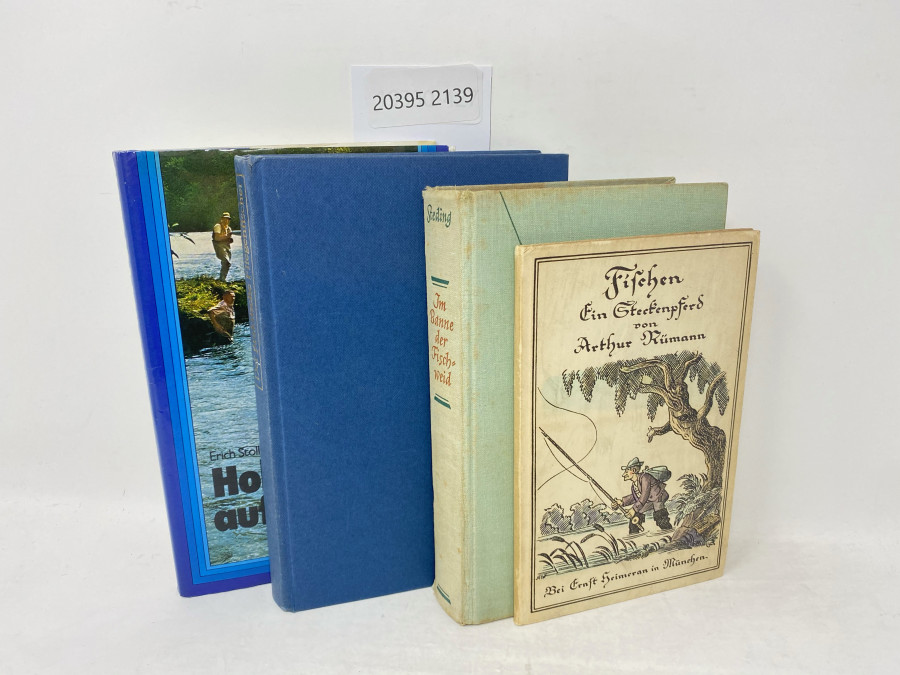 20395 2139
Erich Stoll
Ho
auf
Reding
Im
Banne
der
Fisch-
weid
Fischen
Ein Steckenpferd
von
Arthur Rümann
Bei Ernst Heimeran in München.